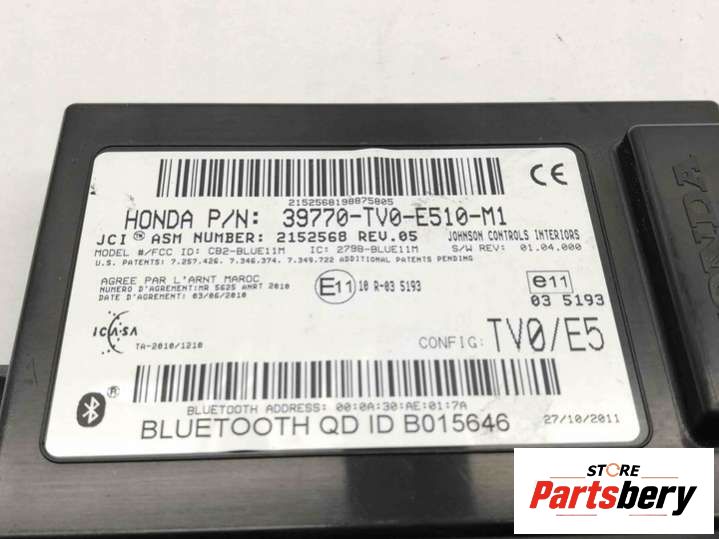 2152568198875805
HONDA P/N: 39770-TV0-E510-M1
JCI™ ASM NUMBER: 2152568 REV.05 JOHNSON CONTROLS INTERIORS
MODEL #/FCC ID: CB2-BLUE11M IC: 279B-BLUE11M S/W REV: 01.04.000
U.S. PATENTS: 7.257.426. 7.346.374. 7.349.722 ADDITIONAL PATENTS PENDING
AGREE PAR L'ARNT MAROC
NUMERO D'AGREMENT:MR 5625 ANRT 2010
DATE D'AGREMENT: 03/06/2010
E11 10 R-03 5193
e11
03 5193
ICASA
TA-2010/1210
CONFIG: TV0/E5
BLUETOOTH ADDRESS: 00:0A:30:AE:01:7A
BLUETOOTH QD ID B015646
27/10/2011
CE
HONDA
STORE
Partsbery